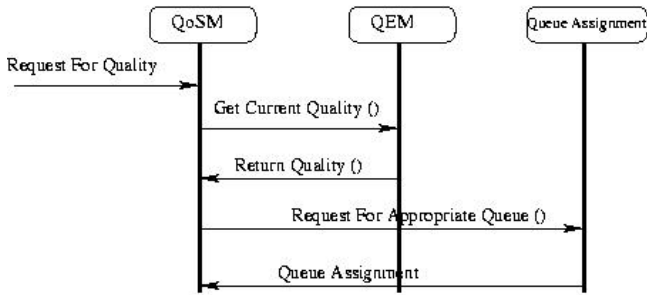 QoSM
QEM
Queue Assignment
Request For Quality
Get Current Quality ()
Return Quality ()
Request For Appropriate Queue ()
Queue Assignment